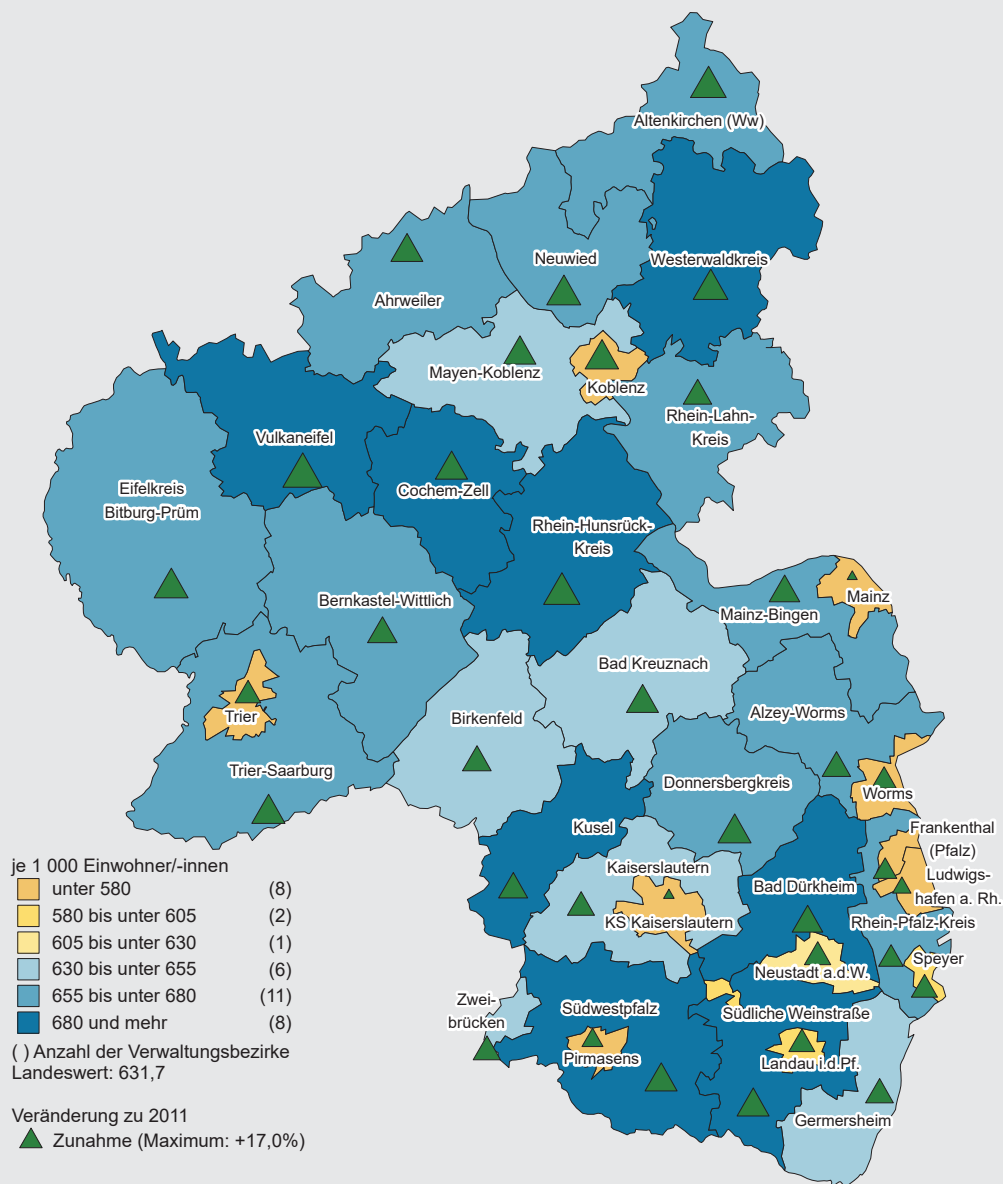 Altenkirchen (Ww)
Westerwaldkreis
Neuwied
Ahrweiler
Mayen-Koblenz
Koblenz
Rhein-Lahn-
Kreis
Vulkaneifel
Cochem-Zell
Eifelkreis
Bitburg-Prüm
Rhein-Hunsrück-
Kreis
Bernkastel-Wittlich
Mainz-Bingen
Mainz
Bad Kreuznach
Alzey-Worms
Birkenfeld
Trier
Trier-Saarburg
Donnersbergkreis
Worms
Kusel
Frankenthal
(Pfalz)
Ludwigs-
hafen a. Rh.
Kaiserslautern
Bad Dürkheim
KS Kaiserslautern
Rhein-Pfalz-Kreis
Speyer
Neustadt a.d.W.
Zwei-
brücken
Südwestpfalz
Südliche Weinstraße
Pirmasens
Landau i.d.Pf.
Germersheim
je 1 000 Einwohner/-innen
unter 580 (8)
580 bis unter 605 (2)
605 bis unter 630 (1)
630 bis unter 655 (6)
655 bis unter 680 (11)
680 und mehr (8)
( ) Anzahl der Verwaltungsbezirke
Landeswert: 631,7
Veränderung zu 2011
Zunahme (Maximum: +17,0%)